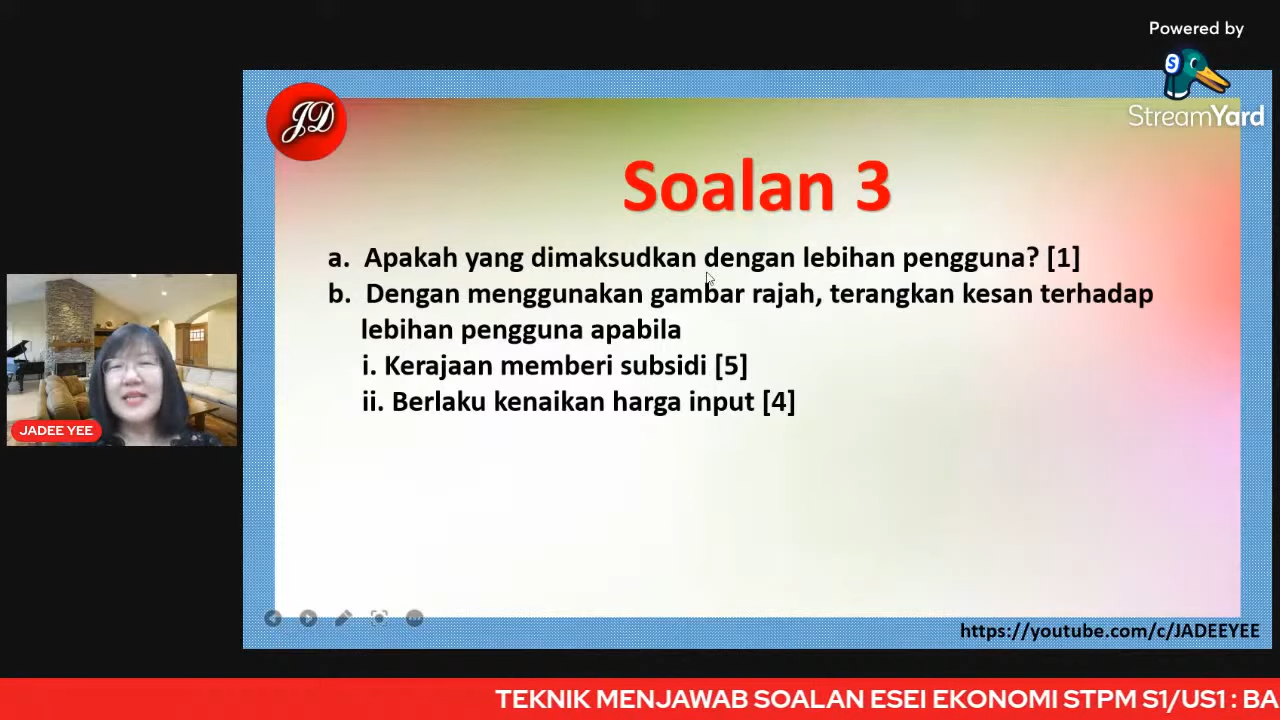 Powered by
StreamYard
JD
Soalan 3
a. Apakah yang dimaksudkan dengan lebihan pengguna? [1]
b. Dengan menggunakan gambar rajah, terangkan kesan terhadap
lebihan pengguna apabila
i. Kerajaan memberi subsidi [5]
ii. Berlaku kenaikan harga input [4]
JADEE YEE
https://youtube.com/c/JADEEYEE
TEKNIK MENJAWAB SOALAN ESEI EKONOMI STPM S1/US1 : BA